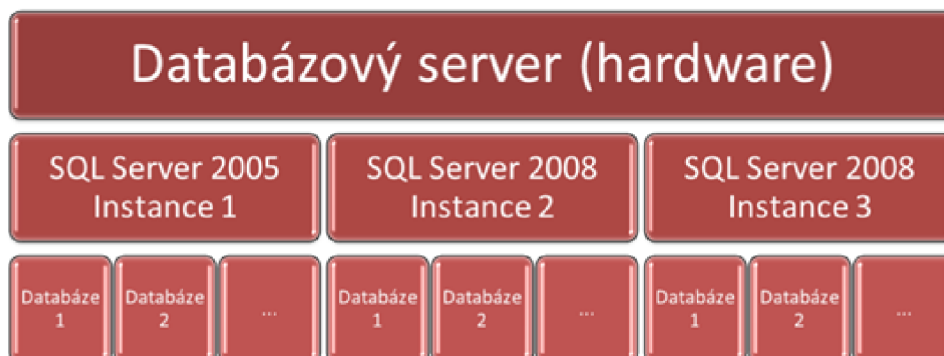 Databázový server (hardware)
SQL Server 2005
Instance 1
SQL Server 2008
Instance 2
SQL Server 2008
Instance 3
Databáze
1
Databáze
2
...
Databáze
1
Databáze
2
...
Databáze
1
Databáze
2
...